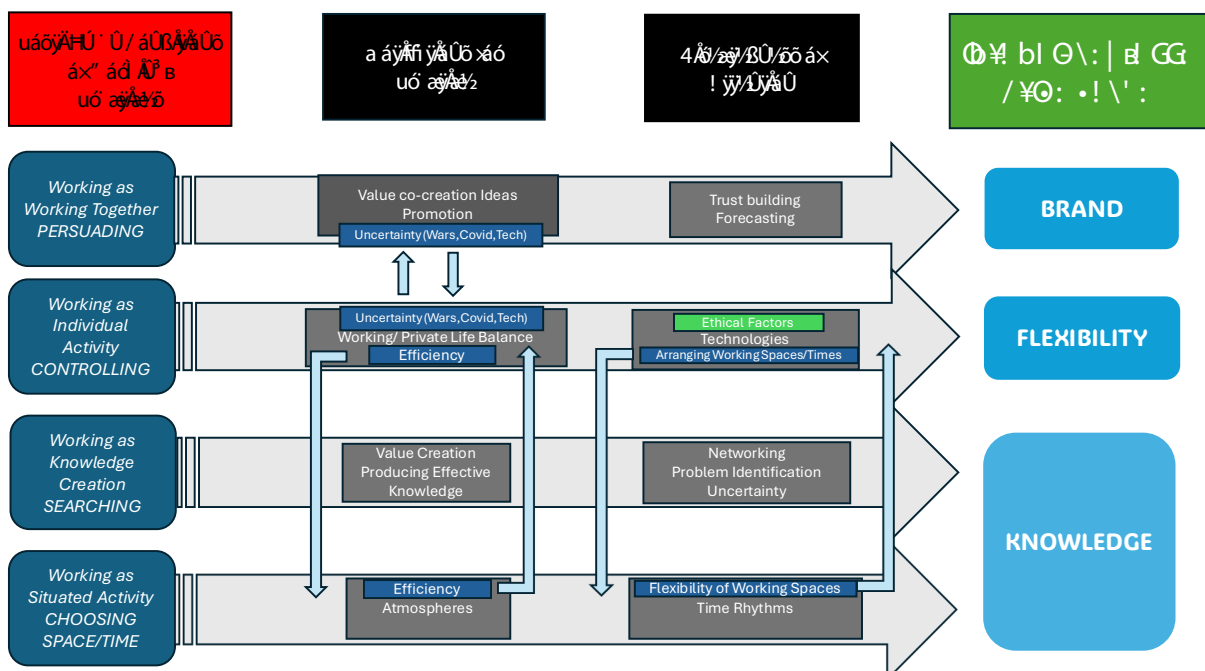 Working as
Working Together
PERSUADING
Value co-creation Ideas
Promotion
Uncertainty(Wars,Covid,Tech)
Trust building
Forecasting
BRAND
Working as
Individual
Activity
CONTROLLING
Uncertainty(Wars,Covid,Tech)
Working/ Private Life Balance
Efficiency
Ethical Factors
Technologies
Arranging Working Spaces/Times
FLEXIBILITY
Working as
Knowledge
Creation
SEARCHING
Value Creation
Producing Effective
Knowledge
Networking
Problem Identification
Uncertainty
KNOWLEDGE
Working as
Situated Activity
CHOOSING
SPACE/TIME
Efficiency
Atmospheres
Flexibility of Working Spaces
Time Rhythms